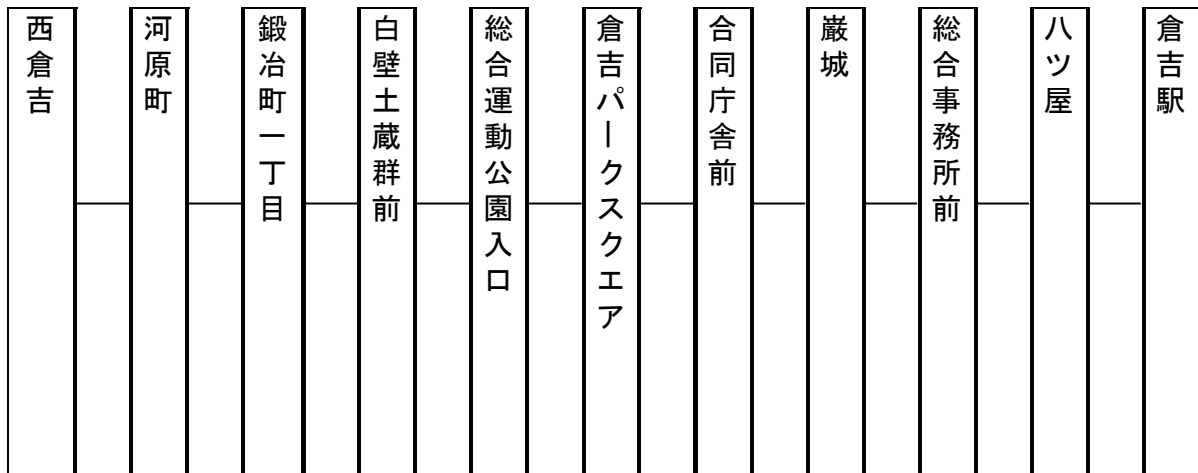 西倉吉
河原町
鍛冶町一丁目
白壁土蔵群前
総合運動公園入口
倉吉パークスクエア
合同庁舎前
巌城
総合事務所前
八ツ屋
倉吉駅